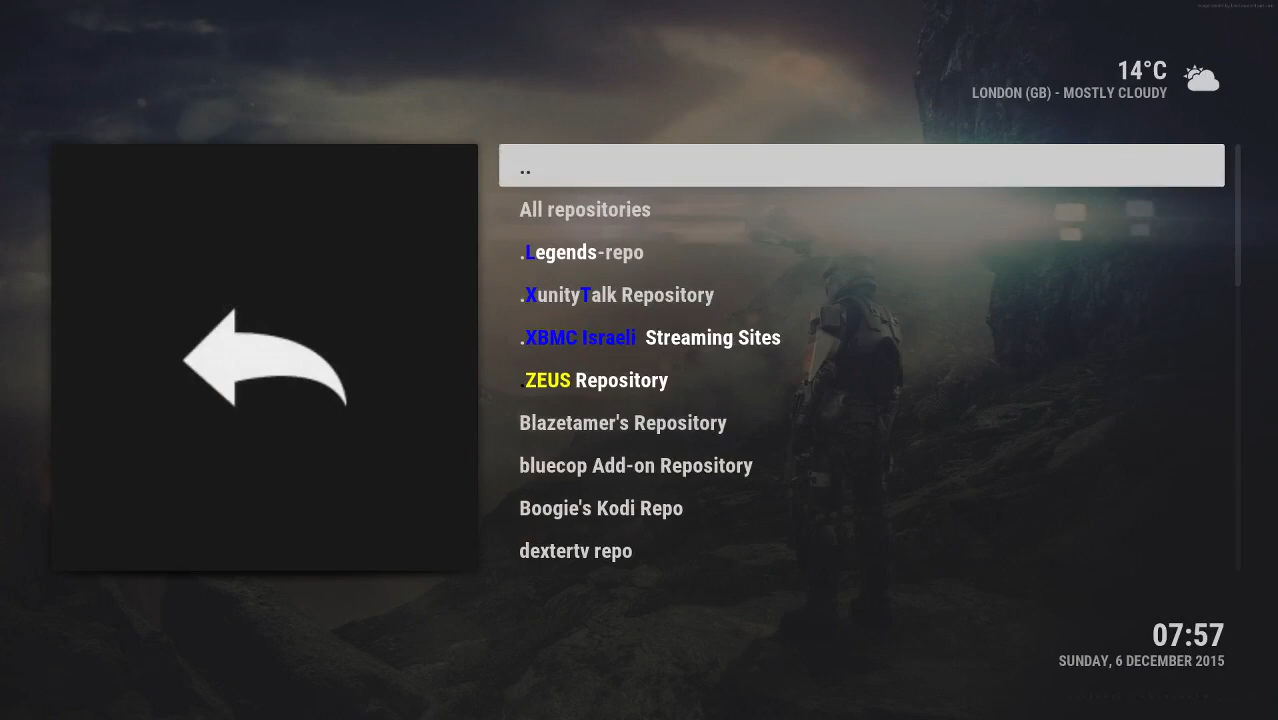 14°C
LONDON (GB) - MOSTLY CLOUDY
..
All repositories
.Legends-repo
.XunityTalk Repository
.XBMC Israeli  Streaming Sites
.ZEUS Repository
Blazetamer's Repository
bluecop Add-on Repository
Boogie's Kodi Repo
dextertv repo
07:57
SUNDAY, 6 DECEMBER 2015